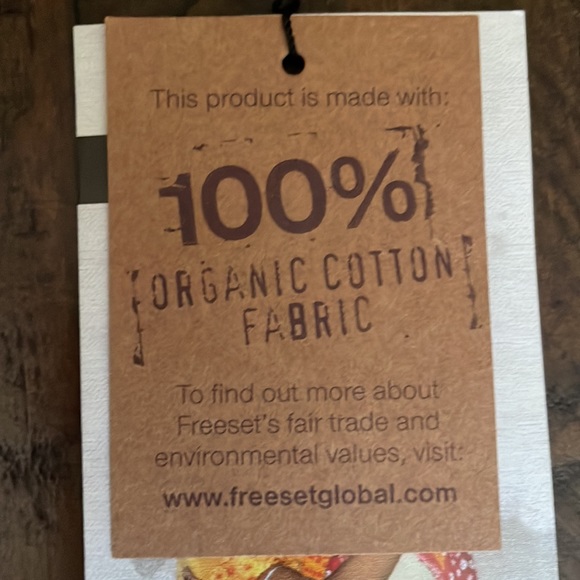 This product is made with:
100%
ORGANIC COTTON
FABRIC
To find out more about
Freeset's fair trade and
environmental values, visit:
www.freesetglobal.com